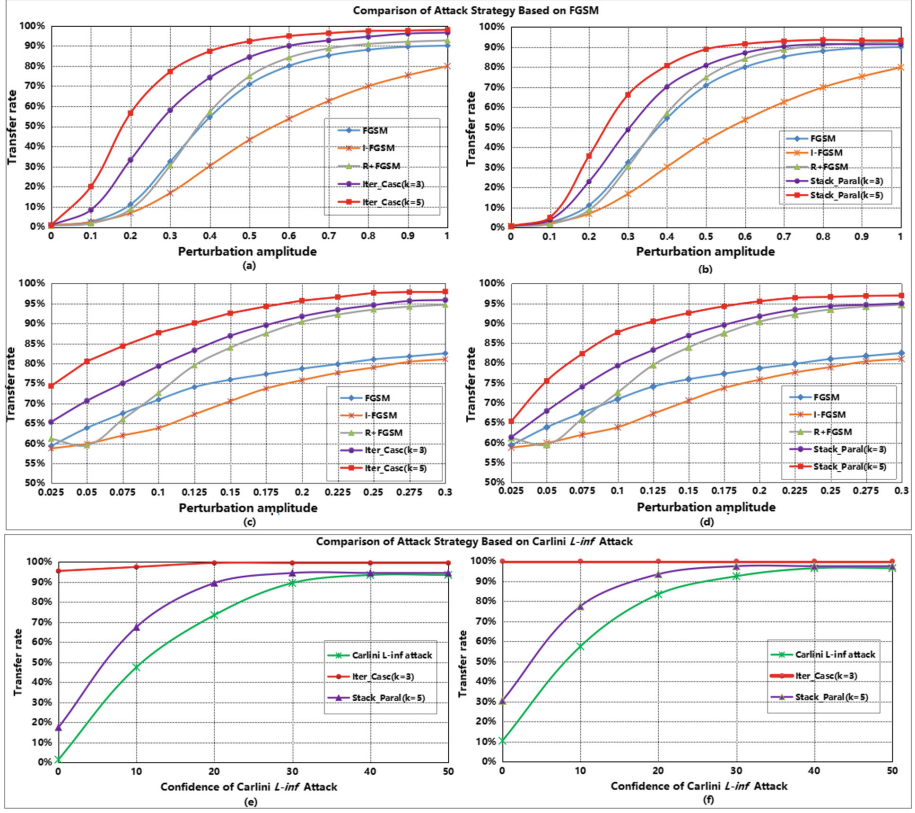 Comparison of Attack Strategy Based on FGSM
Transfer rate
100%
90%
80%
70%
60%
50%
40%
30%
20%
10%
0%
FGSM
I-FGSM
R+FGSM
Iter_Casc(k=3)
Iter_Casc(k=5)
0 0.1 0.2 0.3 0.4 0.5 0.6 0.7 0.8 0.9 1
Perturbation amplitude
(a)
Transfer rate
100%
90%
80%
70%
60%
50%
40%
30%
20%
10%
0%
FGSM
I-FGSM
R+FGSM
Stack_Paral(k=3)
Stack_Paral(k=5)
0 0.1 0.2 0.3 0.4 0.5 0.6 0.7 0.8 0.9 1
Perturbation amplitude
(b)
Transfer rate
100%
95%
90%
85%
80%
75%
70%
65%
60%
55%
50%
FGSM
I-FGSM
R+FGSM
Iter_Casc(k=3)
Iter_Casc(k=5)
0.025 0.05 0.075 0.1 0.125 0.15 0.175 0.2 0.225 0.25 0.275 0.3
Perturbation amplitude
(c)
Transfer rate
100%
95%
90%
85%
80%
75%
70%
65%
60%
55%
50%
FGSM
I-FGSM
R+FGSM
Stack_Paral(k=3)
Stack_Paral(k=5)
0.025 0.05 0.075 0.1 0.125 0.15 0.175 0.2 0.225 0.25 0.275 0.3
Perturbation amplitude
(d)
Comparison of Attack Strategy Based on Carlini L-inf Attack
Transfer rate
100%
90%
80%
70%
60%
50%
40%
30%
20%
10%
0%
Carlini L-inf attack
Iter_Casc(k=3)
Stack_Paral(k=5)
0 10 20 30 40 50
Confidence of Carlini L-inf Attack
(e)
Transfer rate
100%
90%
80%
70%
60%
50%
40%
30%
20%
10%
0%
Carlini L-inf attack
Iter_Casc(k=3)
Stack_Paral(k=5)
0 10 20 30 40 50
Confidence of Carlini L-inf Attack
(f)